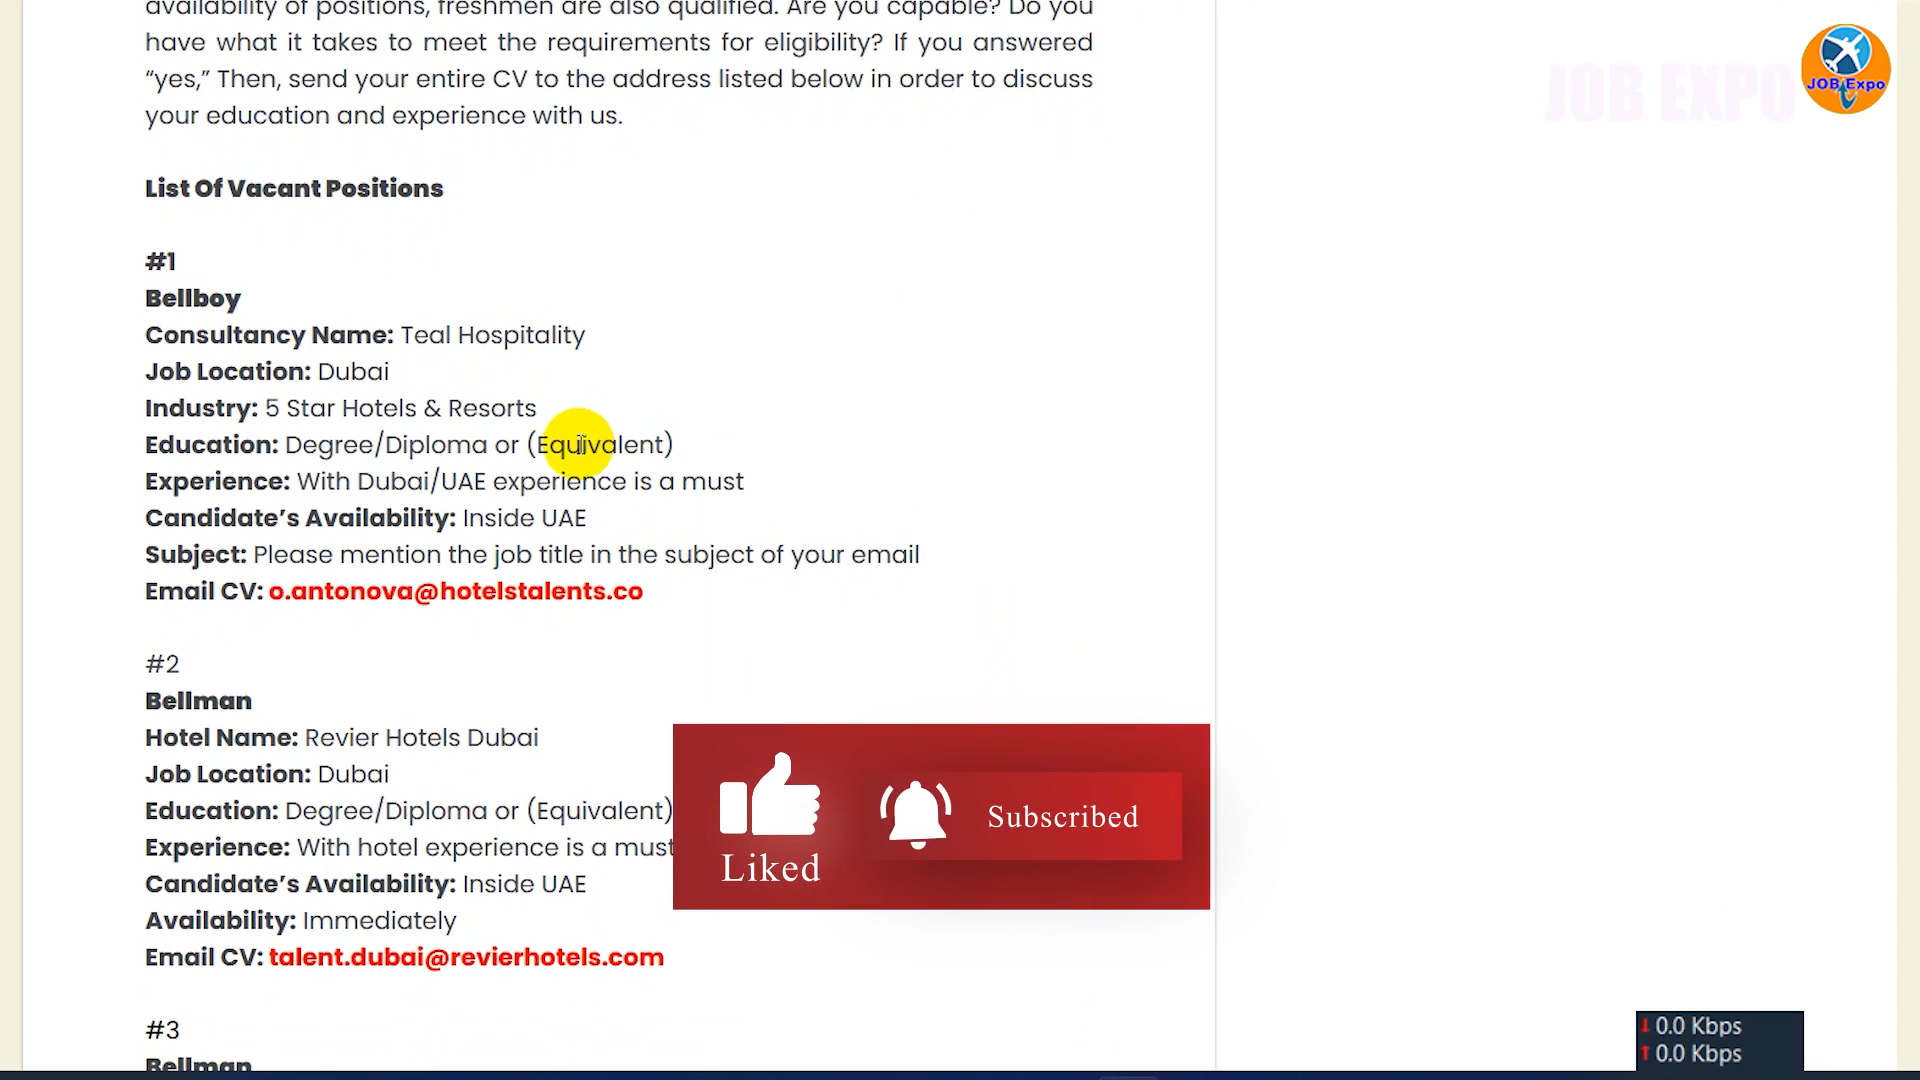 availability of positions, freshmen are also qualified. Are you capable? Do you
have what it takes to meet the requirements for eligibility? If you answered
“yes,” Then, send your entire CV to the address listed below in order to discuss
your education and experience with us.
JOB EXPO
JOB Expo
List Of Vacant Positions
#1
Bellboy
Consultancy Name: Teal Hospitality
Job Location: Dubai
Industry: 5 Star Hotels & Resorts
Education: Degree/Diploma or (Equivalent)
Experience: With Dubai/UAE experience is a must
Candidate’s Availability: Inside UAE
Subject: Please mention the job title in the subject of your email
Email CV: o.antonova@hotelstalents.co
#2
Bellman
Hotel Name: Revier Hotels Dubai
Job Location: Dubai
Education: Degree/Diploma or (Equivalent)
Experience: With hotel experience is a must
Candidate’s Availability: Inside UAE
Availability: Immediately
Email CV: talent.dubai@revierhotels.com
Liked
Subscribed
#3
Bellman
0.0 Kbps
0.0 Kbps